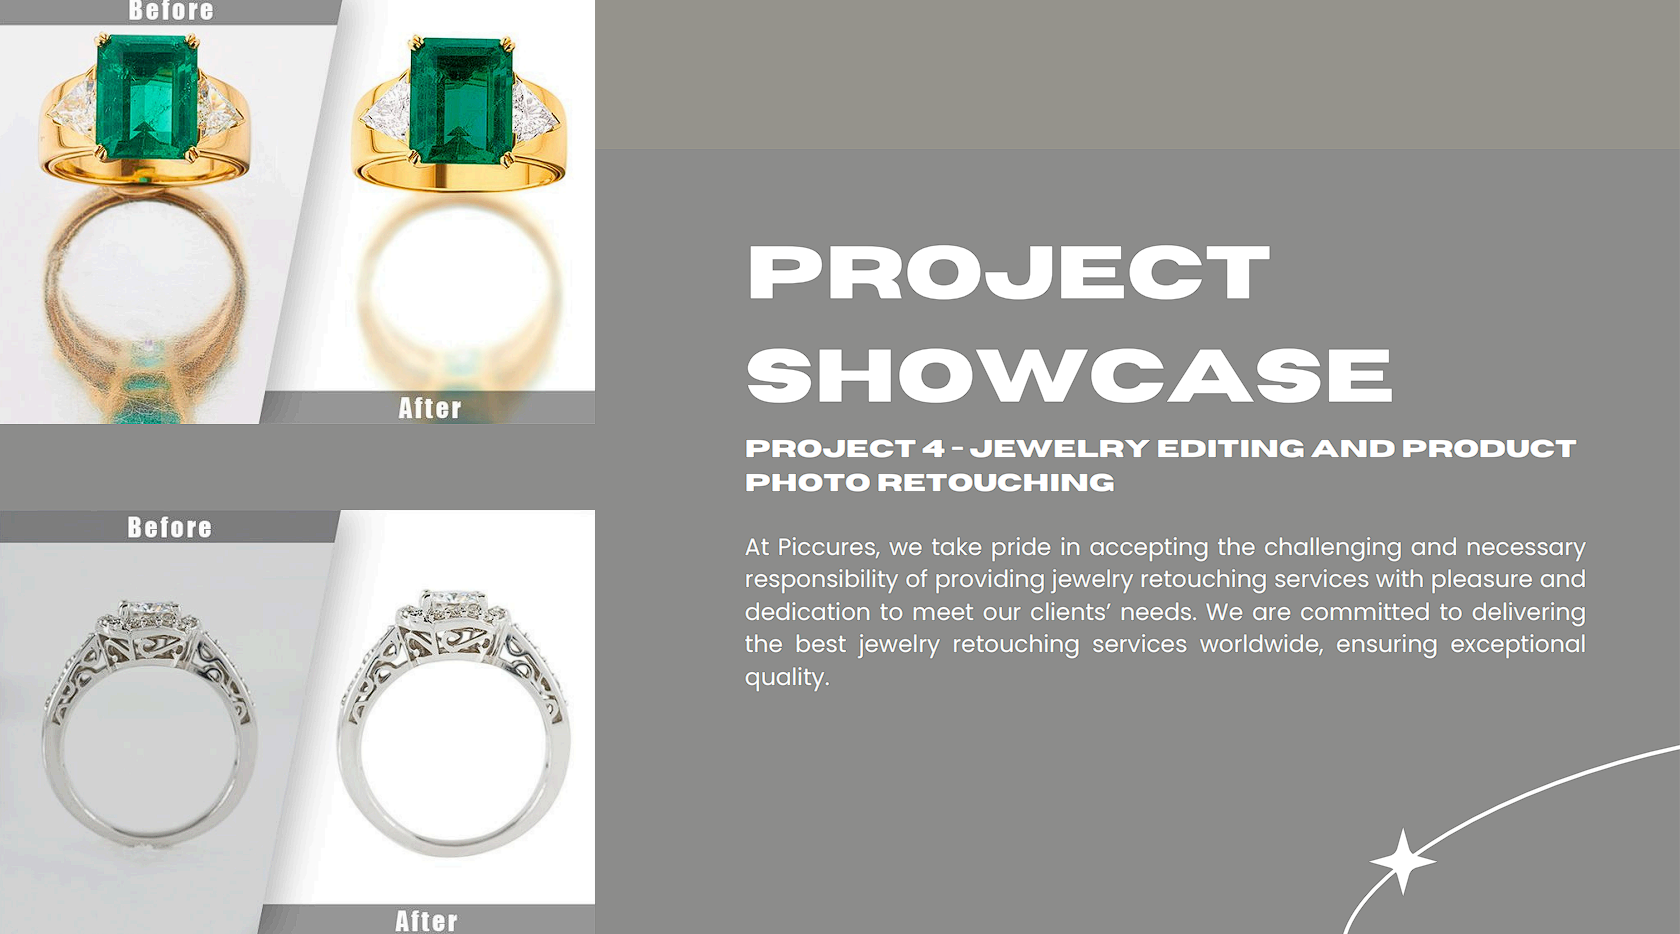 Before
After
Before
After
PROJECT
SHOWCASE
PROJECT 4 - JEWELRY EDITING AND PRODUCT
PHOTO RETOUCHING
At Piccures, we take pride in accepting the challenging and necessary
responsibility of providing jewelry retouching services with pleasure and
dedication to meet our clients’ needs. We are committed to delivering
the best jewelry retouching services worldwide, ensuring exceptional
quality.